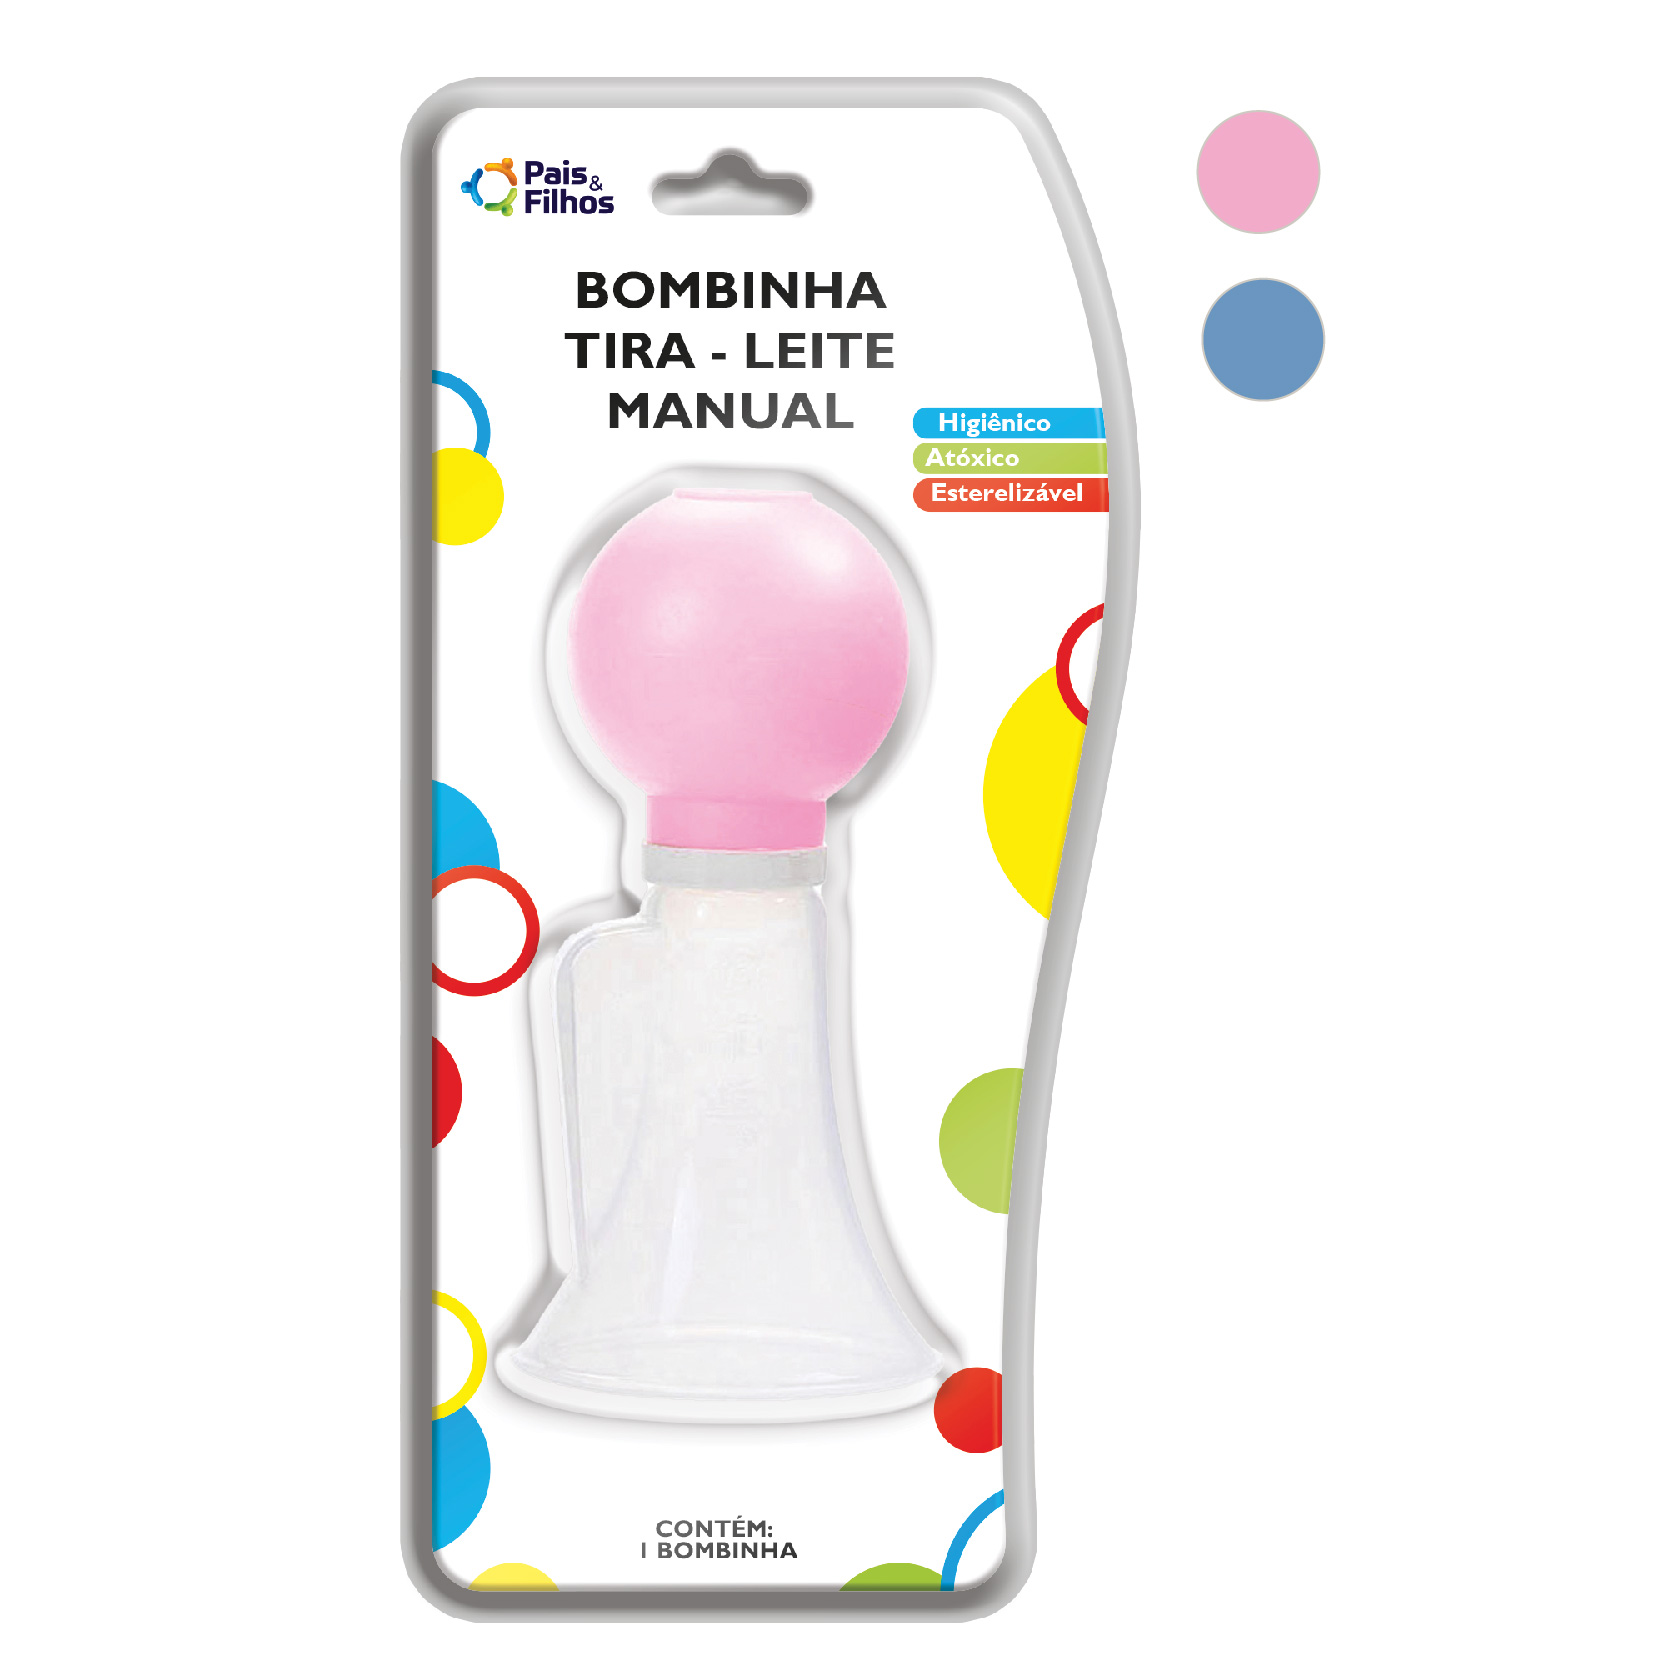 Pais &
Filhos
BOMBINHA
TIRA - LEITE
MANUAL
Higiênico
Atóxico
Esterelizável
CONTÉM:
1 BOMBINHA